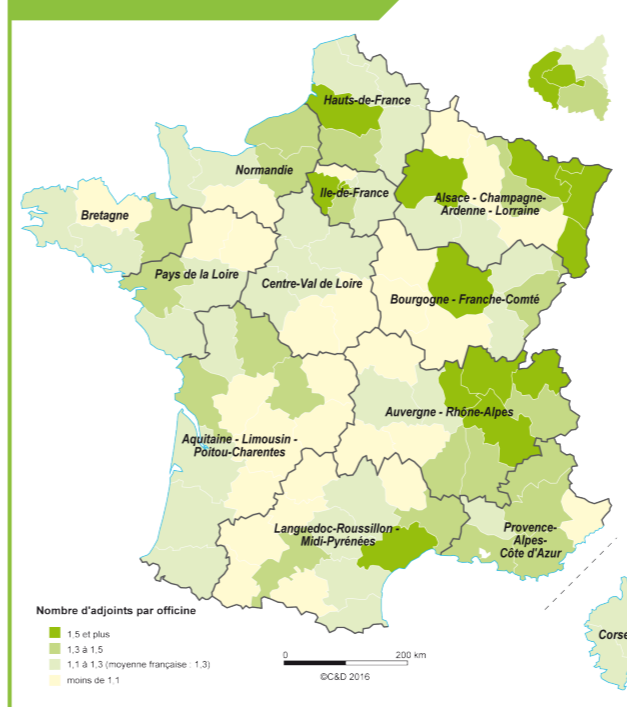 Hauts-de-France
Normandie
Ile-de-France
Alsace - Champagne-
Ardenne - Lorraine
Bretagne
Pays de la Loire
Centre-Val de Loire
Bourgogne - Franche-Comté
Auvergne - Rhône-Alpes
Aquitaine - Limousin -
Poitou-Charentes
Languedoc-Roussillon -
Midi-Pyrénées
Provence-
Alpes-
Côte d'Azur
Corse
Nombre d'adjoints par officine
1,5 et plus
1,3 à 1,5
1,1 à 1,3 (moyenne française : 1,3)
moins de 1,1
0 200 km
©C&D 2016